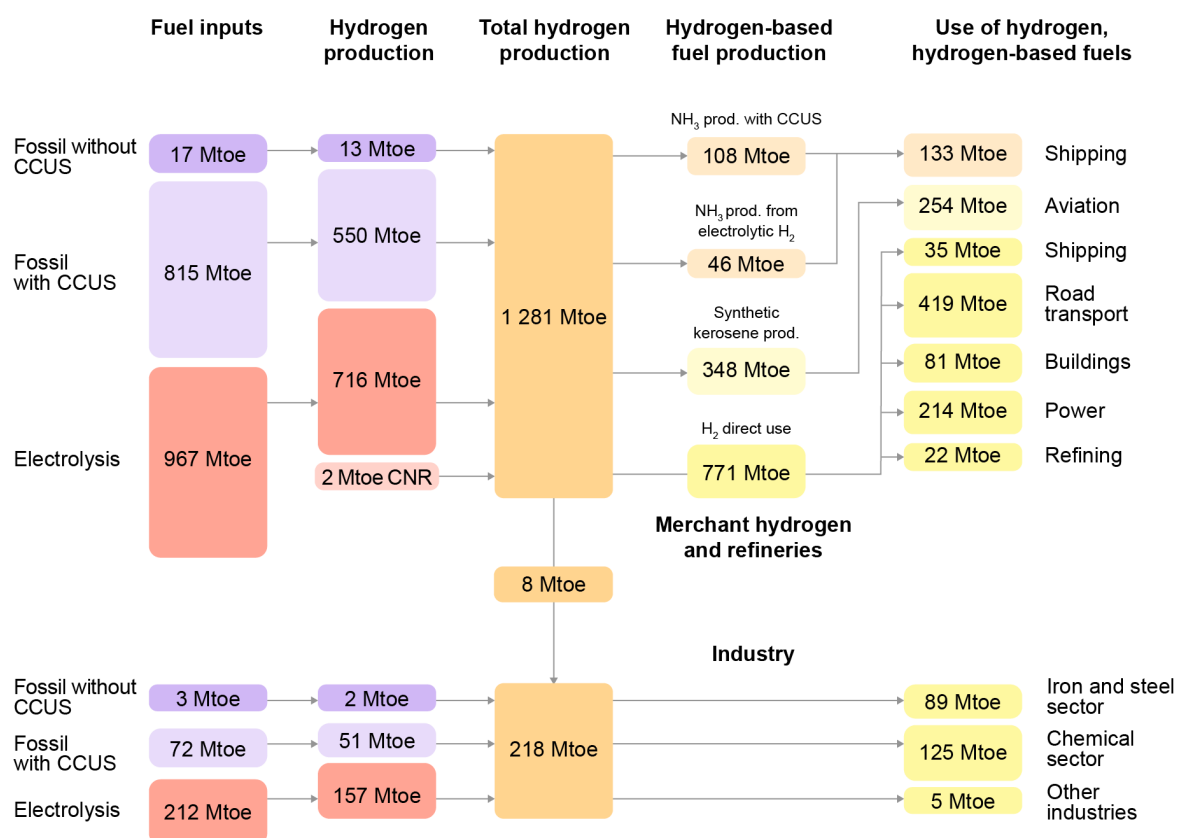 Fuel inputs
Hydrogen
production
Total hydrogen
production
Hydrogen-based
fuel production
Use of hydrogen,
hydrogen-based fuels
Fossil without
CCUS
17 Mtoe
13 Mtoe
NH₃ prod. with CCUS
108 Mtoe
133 Mtoe
Shipping
Fossil
with CCUS
815 Mtoe
550 Mtoe
1 281 Mtoe
NH₃ prod. from
electrolytic H₂
46 Mtoe
254 Mtoe
Aviation
35 Mtoe
Shipping
Synthetic
kerosene prod.
348 Mtoe
419 Mtoe
Road
transport
81 Mtoe
Buildings
Electrolysis
967 Mtoe
716 Mtoe
2 Mtoe CNR
H₂ direct use
771 Mtoe
214 Mtoe
Power
22 Mtoe
Refining
Merchant hydrogen
and refineries
8 Mtoe
Industry
Fossil without
CCUS
3 Mtoe
2 Mtoe
218 Mtoe
89 Mtoe
Iron and steel
sector
Fossil
with CCUS
72 Mtoe
51 Mtoe
125 Mtoe
Chemical
sector
Electrolysis
212 Mtoe
157 Mtoe
5 Mtoe
Other
industries